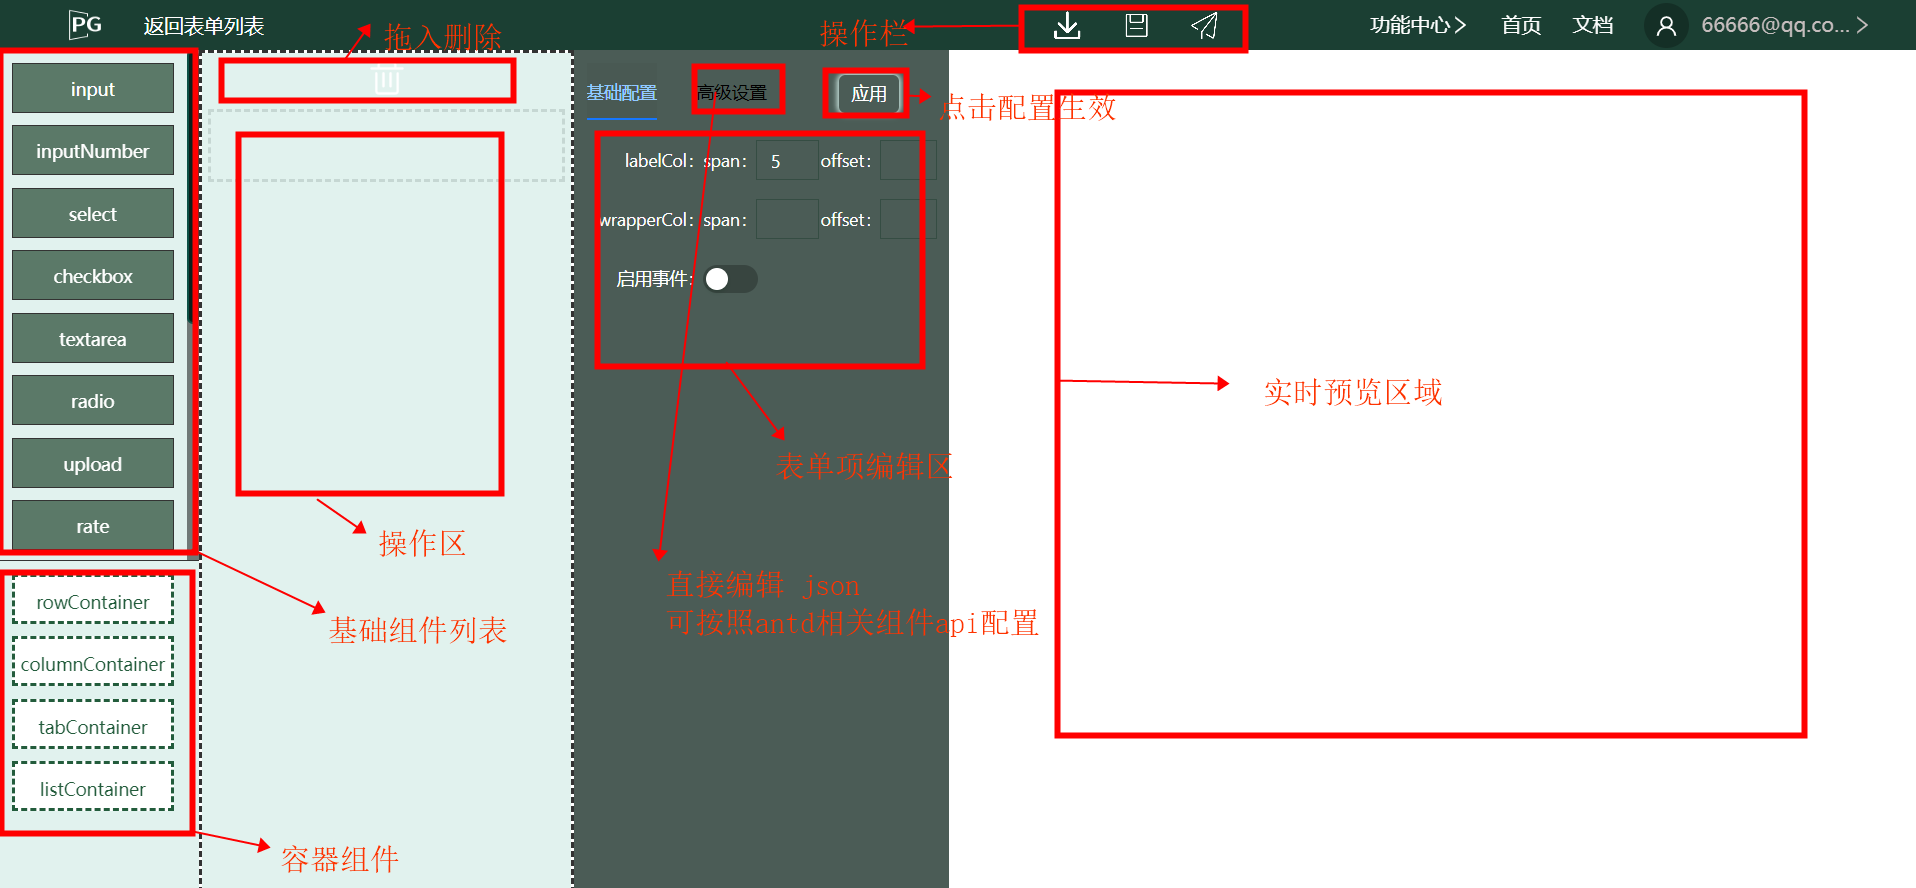 PG
返回表单列表
拖入删除
操作栏
功能中心
首页
文档
66666@qq.co...
input
inputNumber
select
checkbox
textarea
radio
upload
rate
rowContainer
columnContainer
tabContainer
listContainer
基础配置
高级设置
应用
点击配置生效
labelCol: span: 5 offset:
wrapperCol: span: offset:
启用事件:
实时预览区域
表单项编辑区
操作区
直接编辑 json
可按照antd相关组件api配置
基础组件列表
容器组件